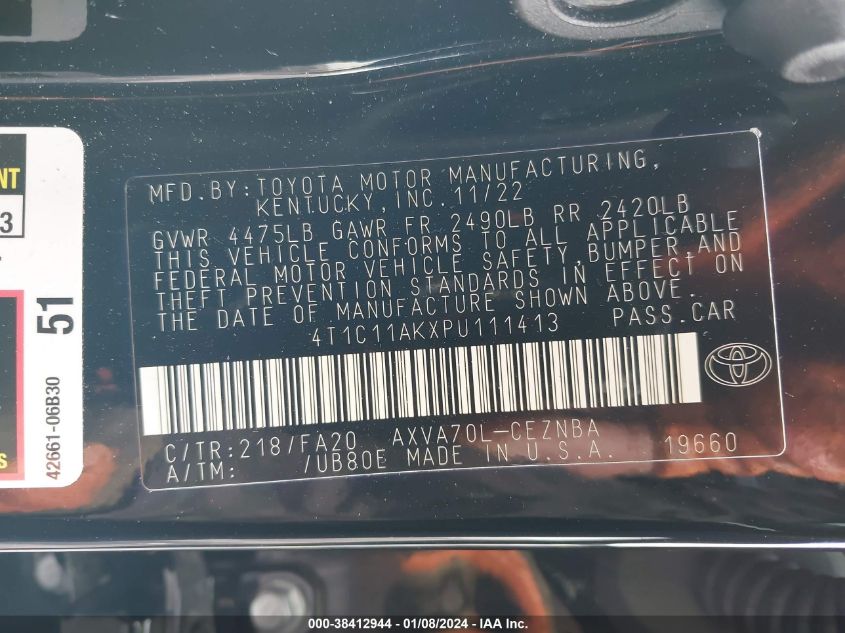 NT
3
51
42661-06B30
S
MFD.BY:TOYOTA MOTOR MANUFACTURING,
KENTUCKY, INC. 11/22
GVWR 4475LB GAWR FR 2490LB RR 2420LB
THIS VEHICLE CONFORMS TO ALL APPLICABLE
FEDERAL MOTOR VEHICLE SAFETY,BUMPER,AND
THEFT PREVENTION STANDARDS IN EFFECT ON
THE DATE OF MANUFACTURE SHOWN ABOVE.
4T1C11AKXPU111413 PASS.CAR
C/TR:218/FA20 AXVA70L-CEZNBA
A/TM: /UB80E MADE IN U.S.A. 19660
000-38412944 | 01/08/2024 | IAA Inc.